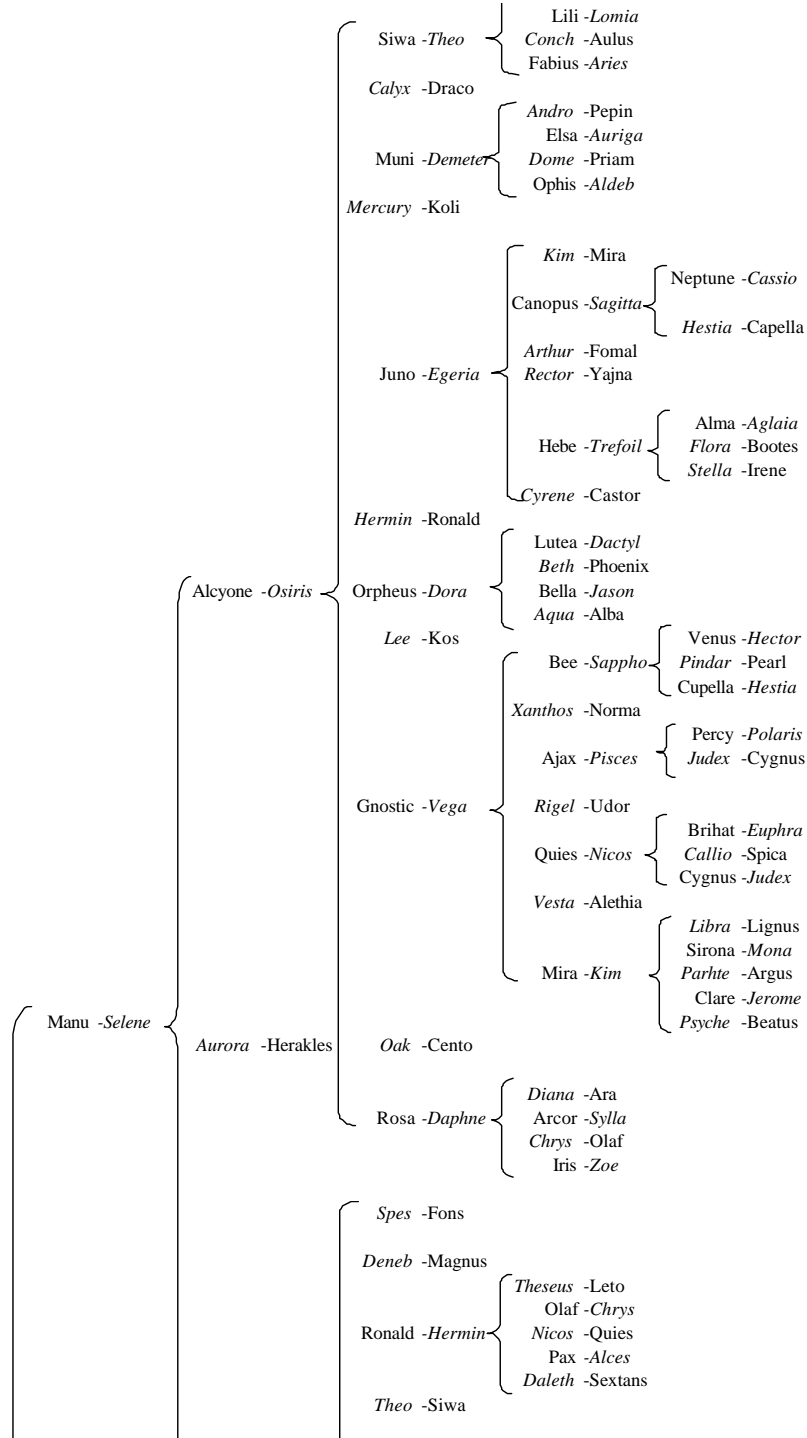 Lili -Lomia
Siwa -Theo
Conch -Aulus
Fabius -Aries
Calyx -Draco
Andro -Pepin
Elsa -Auriga
Muni -Demeter
Dome -Priam
Ophis -Aldeb
Mercury -Koli
Kim -Mira
Neptune -Cassio
Canopus -Sagitta
Hestia -Capella
Arthur -Fomal
Juno -Egeria
Rector -Yajna
Alma -Aglaia
Hebe -Trefoil
Flora -Bootes
Stella -Irene
Cyrene -Castor
Hermin -Ronald
Lutea -Dactyl
Beth -Phoenix
Alcyone -Osiris
Orpheus -Dora
Bella -Jason
Aqua -Alba
Lee -Kos
Venus -Hector
Bee -Sappho
Pindar -Pearl
Cupella -Hestia
Xanthos -Norma
Percy -Polaris
Ajax -Pisces
Judex -Cygnus
Gnostic -Vega
Rigel -Udor
Brihat -Euphra
Quies -Nicos
Callio -Spica
Cygnus -Judex
Vesta -Alethia
Libra -Lignus
Sirona -Mona
Mira -Kim
Parhte -Argus
Clare -Jerome
Psyche -Beatus
Manu -Selene
Aurora -Herakles
Oak -Cento
Diana -Ara
Rosa -Daphne
Arcor -Sylla
Chrys -Olaf
Iris -Zoe
Spes -Fons
Deneb -Magnus
Theseus -Leto
Olaf -Chrys
Ronald -Hermin
Nicos -Quies
Pax -Alces
Daleth -Sextans
Theo -Siwa